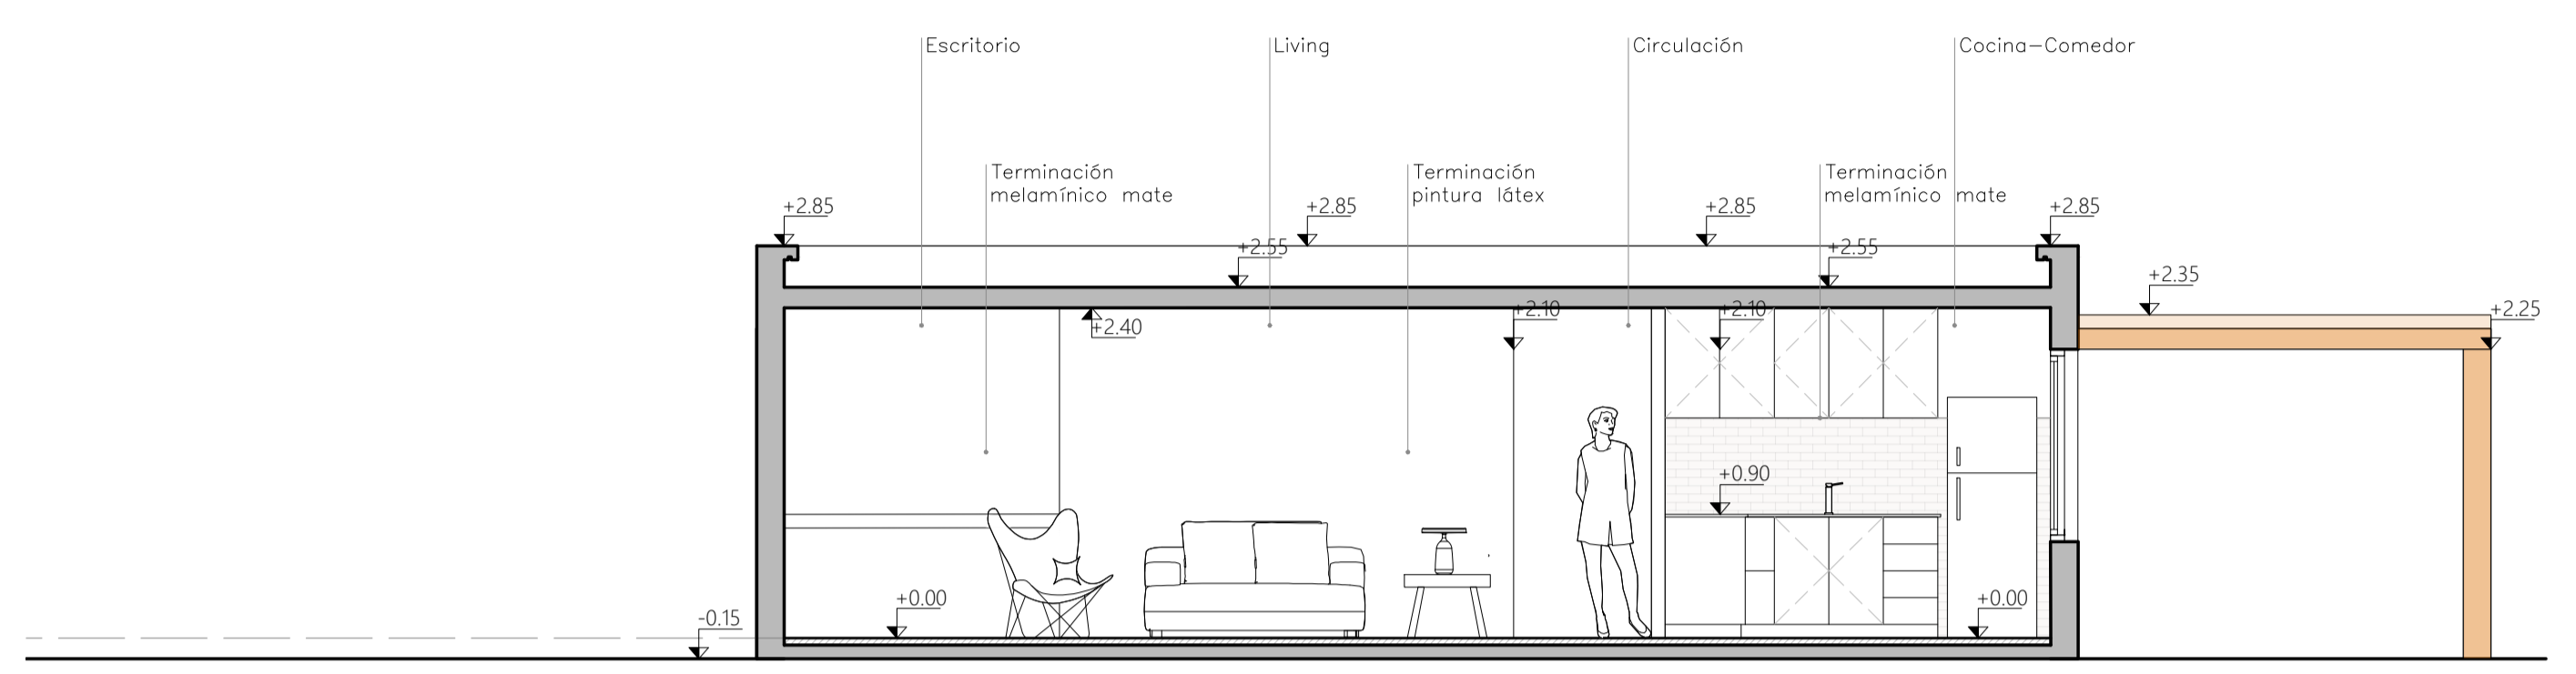 Escritorio
Living
Circulación
Cocina-Comedor
Terminación
melamínico mate
Terminación
pintura látex
Terminación
melamínico mate
+2.85
+2.85
+2.85
+2.85
+2.55
+2.55
+2.35
+2.25
+2.10
+2.10
+2.40
+0.90
+0.00
+0.00
-0.15